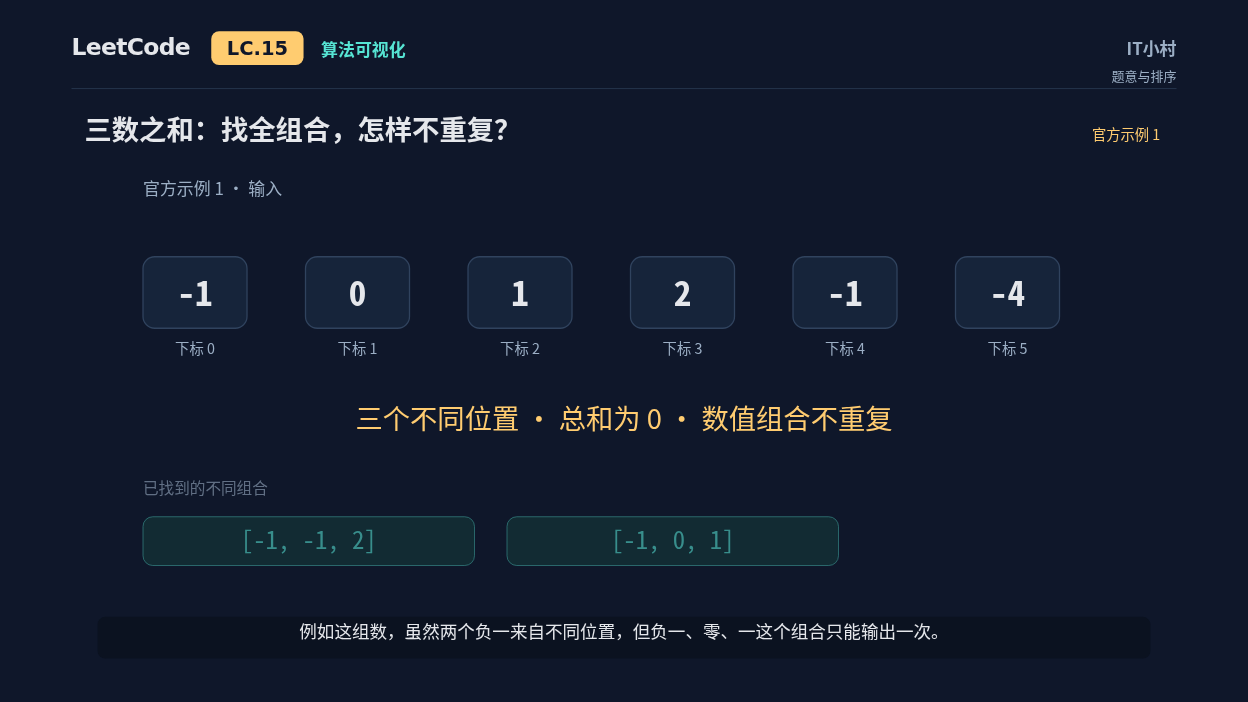 LeetCode LC.15 算法可视化
IT小村
题意与排序
三数之和：找全组合，怎样不重复？
官方示例 1
官方示例 1 · 输入
-1 0 1 2 -1 -4
下标 0 下标 1 下标 2 下标 3 下标 4 下标 5
三个不同位置 · 总和为 0 · 数值组合不重复
已找到的不同组合
[-1, -1, 2] [-1, 0, 1]
例如这组数，虽然两个负一来自不同位置，但负一、零、一这个组合只能输出一次。